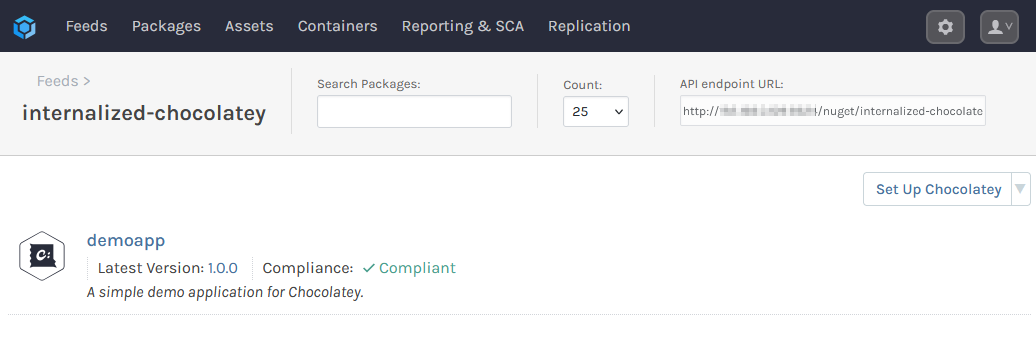 Feeds Packages Assets Containers Reporting & SCA Replication
Feeds >
internalized-chocolatey
Search Packages:
Count:
25
API endpoint URL:
http:// /nuget/internalized-chocolate
Set Up Chocolatey
demoapp
Latest Version: 1.0.0 Compliance: Compliant
A simple demo application for Chocolatey.